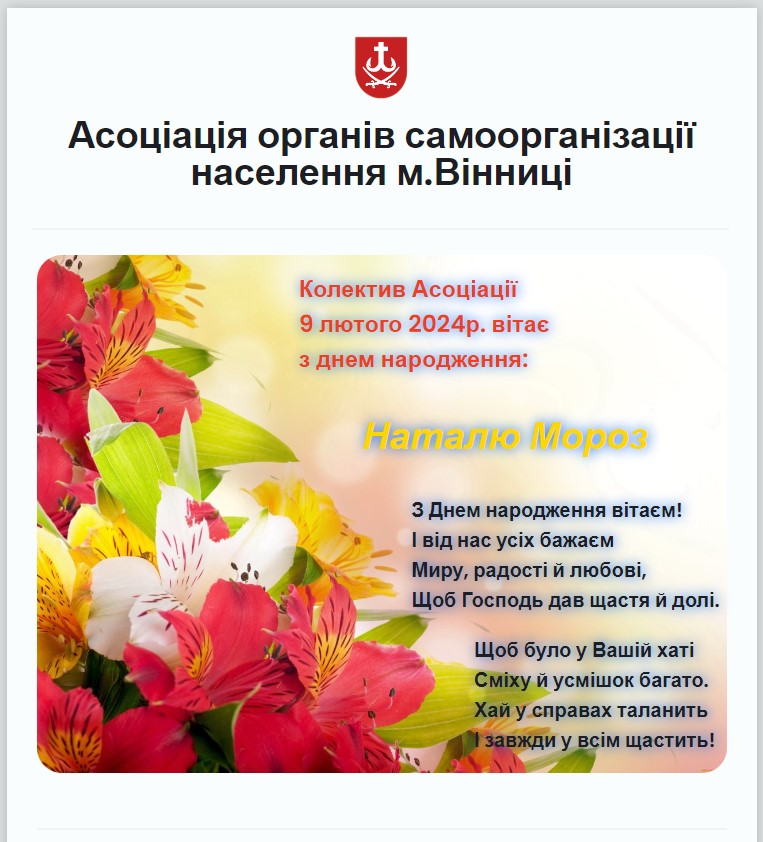 Асоціація органів самоорганізації
населення м.Вінниці
Колектив Асоціації
9 лютого 2024р. вітає
з днем народження:
Наталю Мороз
З Днем народження вітаєм!
І від нас усіх бажаєм
Миру, радості й любові,
Щоб Господь дав щастя й долі.
Щоб було у Вашій хаті
Сміху й усмішок багато.
Хай у справах таланить
І завжди у всім щастить!